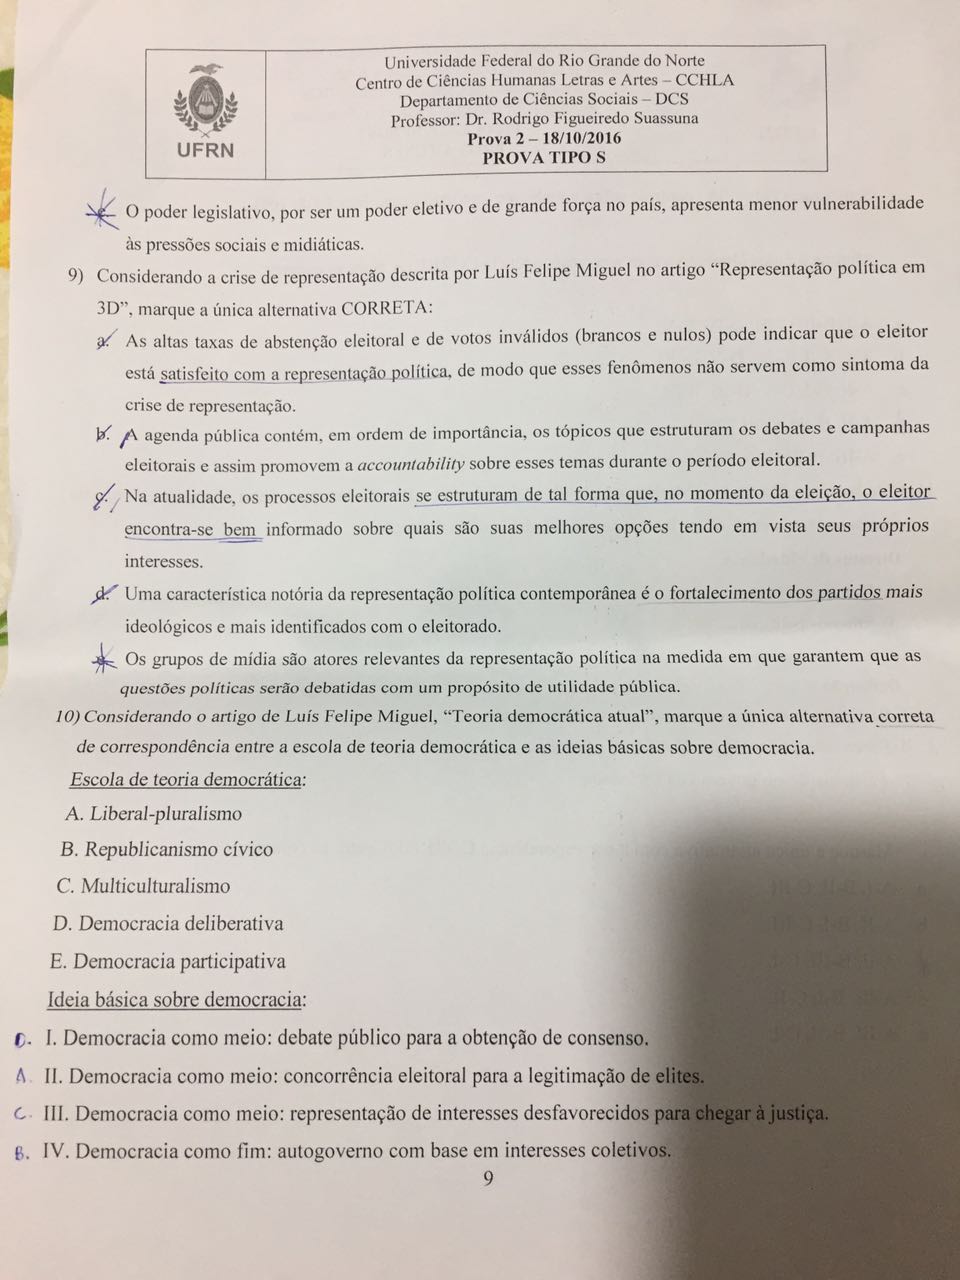 Universidade Federal do Rio Grande do Norte
Centro de Ciências Humanas Letras e Artes – CCHLA
Departamento de Ciências Sociais – DCS
Professor: Dr. Rodrigo Figueiredo Suassuna
Prova 2 – 18/10/2016
PROVA TIPO S
UFRN
e. O poder legislativo, por ser um poder eletivo e de grande força no país, apresenta menor vulnerabilidade
às pressões sociais e midiáticas.
9) Considerando a crise de representação descrita por Luís Felipe Miguel no artigo “Representação política em
3D”, marque a única alternativa CORRETA:
a. As altas taxas de abstenção eleitoral e de votos inválidos (brancos e nulos) pode indicar que o eleitor
está satisfeito com a representação política, de modo que esses fenômenos não servem como sintoma da
crise de representação.
b. A agenda pública contém, em ordem de importância, os tópicos que estruturam os debates e campanhas
eleitorais e assim promovem a accountability sobre esses temas durante o período eleitoral.
c. Na atualidade, os processos eleitorais se estruturam de tal forma que, no momento da eleição, o eleitor
encontra-se bem informado sobre quais são suas melhores opções tendo em vista seus próprios
interesses.
d. Uma característica notória da representação política contemporânea é o fortalecimento dos partidos mais
ideológicos e mais identificados com o eleitorado.
e. Os grupos de mídia são atores relevantes da representação política na medida em que garantem que as
questões políticas serão debatidas com um propósito de utilidade pública.
10) Considerando o artigo de Luís Felipe Miguel, “Teoria democrática atual”, marque a única alternativa correta
de correspondência entre a escola de teoria democrática e as ideias básicas sobre democracia.
Escola de teoria democrática:
A. Liberal-pluralismo
B. Republicanismo cívico
C. Multiculturalismo
D. Democracia deliberativa
E. Democracia participativa
Ideia básica sobre democracia:
D. I. Democracia como meio: debate público para a obtenção de consenso.
A. II. Democracia como meio: concorrência eleitoral para a legitimação de elites.
C. III. Democracia como meio: representação de interesses desfavorecidos para chegar à justiça.
B. IV. Democracia como fim: autogoverno com base em interesses coletivos.
9